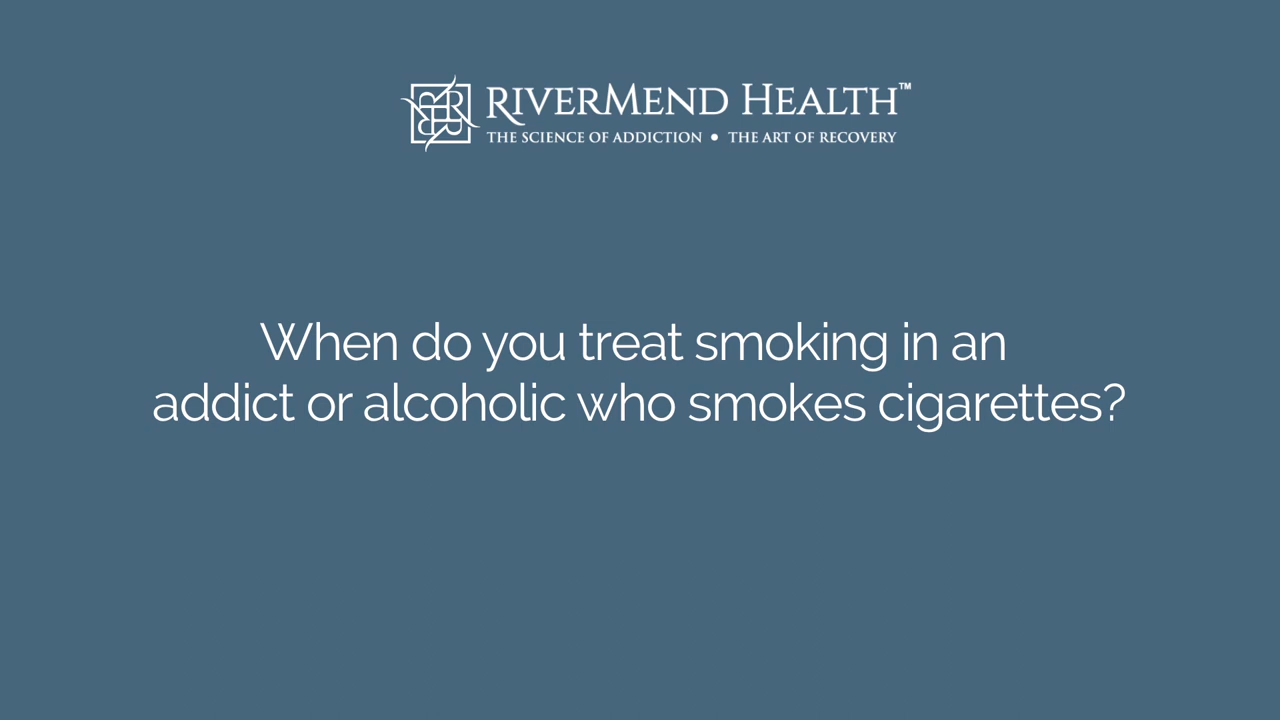 RIVERMEND HEALTH™
THE SCIENCE OF ADDICTION • THE ART OF RECOVERY
When do you treat smoking in an
addict or alcoholic who smokes cigarettes?